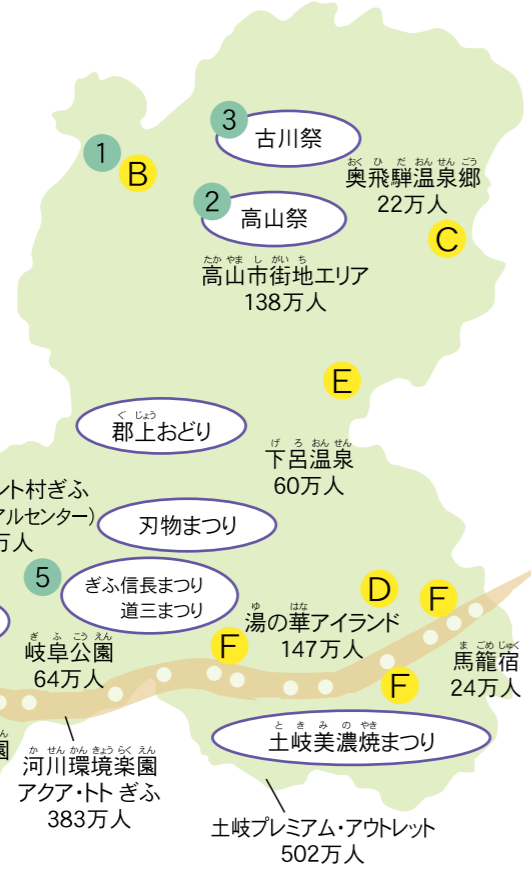 3
古川祭
1
B
おくひだおんせんごう
奥飛騨温泉郷
22万人
2
高山祭
C
たかやましがいち
高山市街地エリア
138万人
E
ぐじょう
郡上おどり
げろおんせん
下呂温泉
60万人
ント村ぎふ
アルセンター)
万人
刃物まつり
5
ぎふ信長まつり
道三まつり
D
F
ゆ はな
湯の華アイランド
147万人
F
ぎふこうえん
岐阜公園
64万人
まごめじゅく
馬籠宿
24万人
F
ときみのやき
土岐美濃焼まつり
ん
園
かせんかんきょうらくえん
河川環境楽園
アクア・トト ぎふ
383万人
土岐プレミアム・アウトレット
502万人